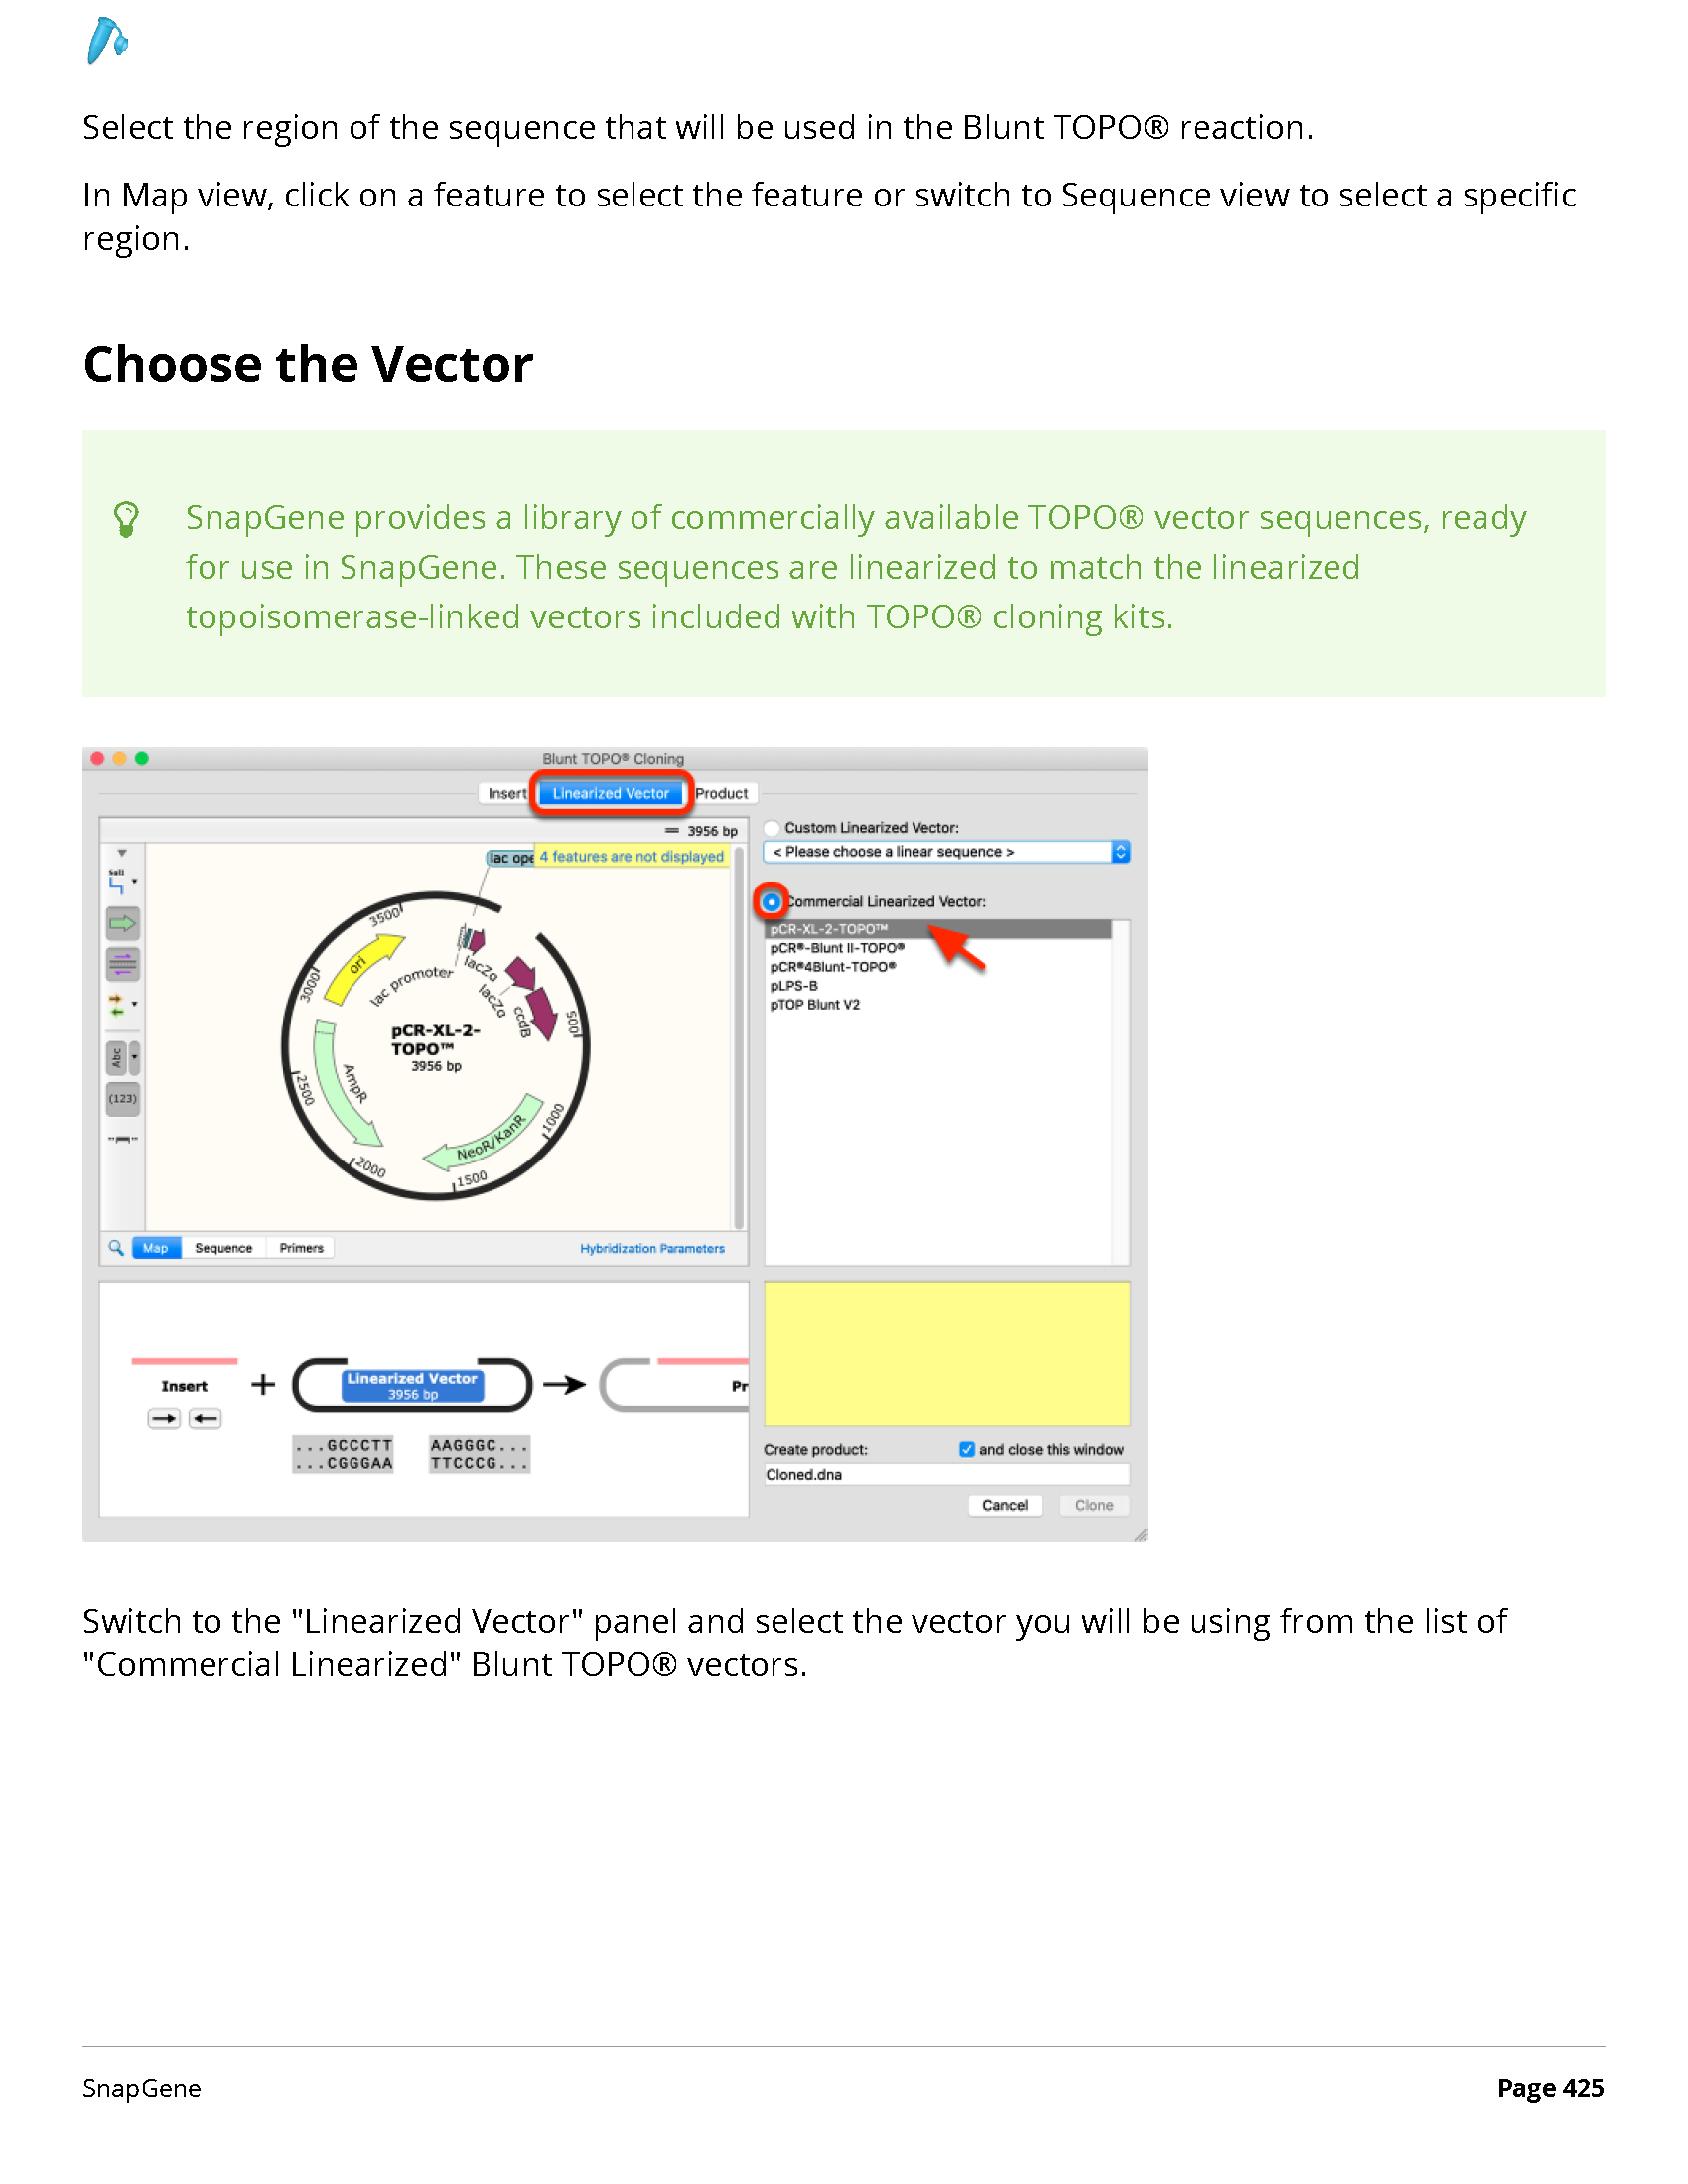 Select the region of the sequence that will be used in the Blunt TOPO® reaction.
In Map view, click on a feature to select the feature or switch to Sequence view to select a specific
region.
Choose the Vector
SnapGene provides a library of commercially available TOPO® vector sequences, ready
for use in SnapGene. These sequences are linearized to match the linearized
topoisomerase-linked vectors included with TOPO® cloning kits.
Blunt TOPO® Cloning
Insert Linearized Vector Product
3956 bp
lac ope 4 features are not displayed
SalI
Abc
(123)
3500
3000
2500
2000
1500
1000
500
ori
lac promoter
lacZα
lacZα
ccdB
AmpR
NeoR/KanR
pCR-XL-2-
TOPO™
3956 bp
Map Sequence Primers Hybridization Parameters
Custom Linearized Vector:
< Please choose a linear sequence >
Commercial Linearized Vector:
pCR-XL-2-TOPO™
pCR®-Blunt II-TOPO®
pCR®4Blunt-TOPO®
pLPS-B
pTOP Blunt V2
Insert + Linearized Vector
3956 bp
Pr
...GCCCTT AAGGGC...
...CGGGAA TTCCCG...
Create product: and close this window
Cloned.dna
Cancel Clone
Switch to the "Linearized Vector" panel and select the vector you will be using from the list of
"Commercial Linearized" Blunt TOPO® vectors.
SnapGene Page 425